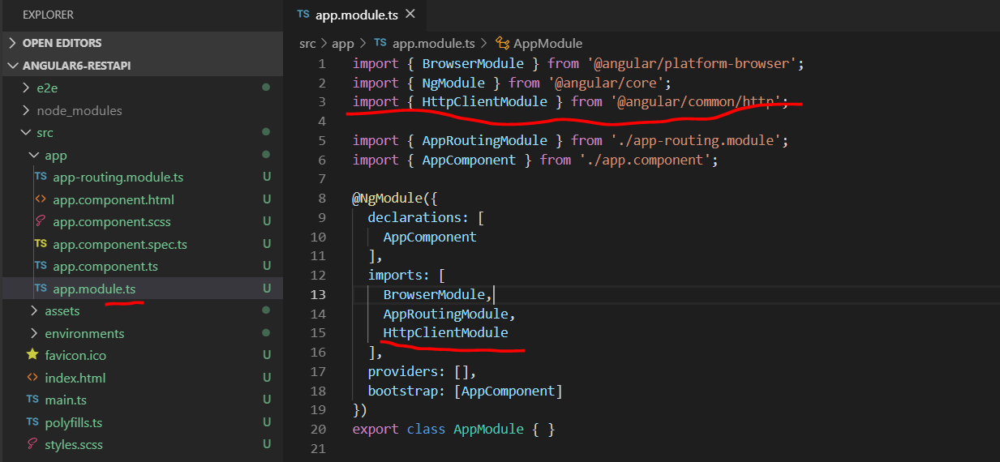 EXPLORER
OPEN EDITORS
ANGULAR6-RESTAPI
e2e
node_modules
src
app
TS app-routing.module.ts U
<> app.component.html U
app.component.scss U
TS app.component.spec.ts U
TS app.component.ts U
TS app.module.ts U
assets
environments
favicon.ico U
<> index.html U
TS main.ts U
TS polyfills.ts U
styles.scss U
TS app.module.ts ×
src > app > TS app.module.ts > AppModule
1 import { BrowserModule } from '@angular/platform-browser';
2 import { NgModule } from '@angular/core';
3 import { HttpClientModule } from '@angular/common/http';
4
5 import { AppRoutingModule } from './app-routing.module';
6 import { AppComponent } from './app.component';
7
8 @NgModule({
9 declarations: [
10 AppComponent
11 ],
12 imports: [
13 BrowserModule,
14 AppRoutingModule,
15 HttpClientModule
16 ],
17 providers: [],
18 bootstrap: [AppComponent]
19 })
20 export class AppModule { }
21